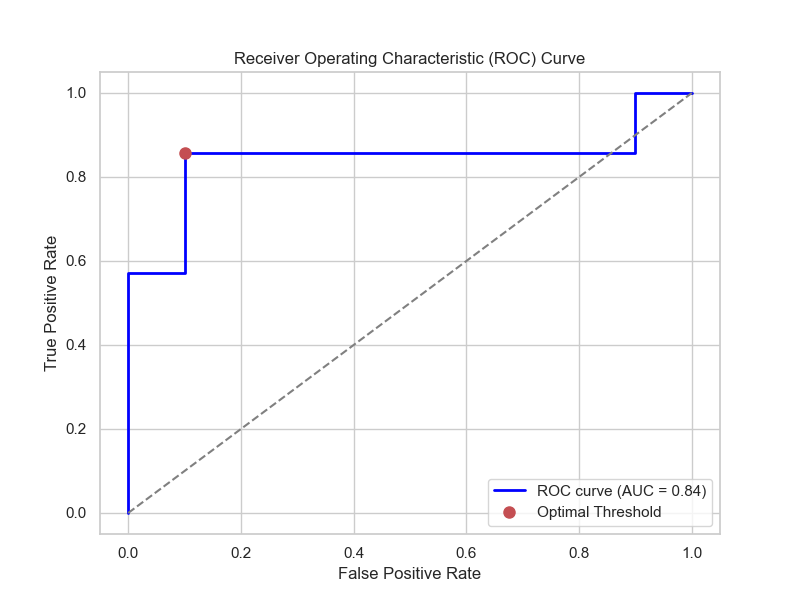 Receiver Operating Characteristic (ROC) Curve
True Positive Rate
1.0
0.8
0.6
0.4
0.2
0.0
ROC curve (AUC = 0.84)
Optimal Threshold
0.0 0.2 0.4 0.6 0.8 1.0
False Positive Rate